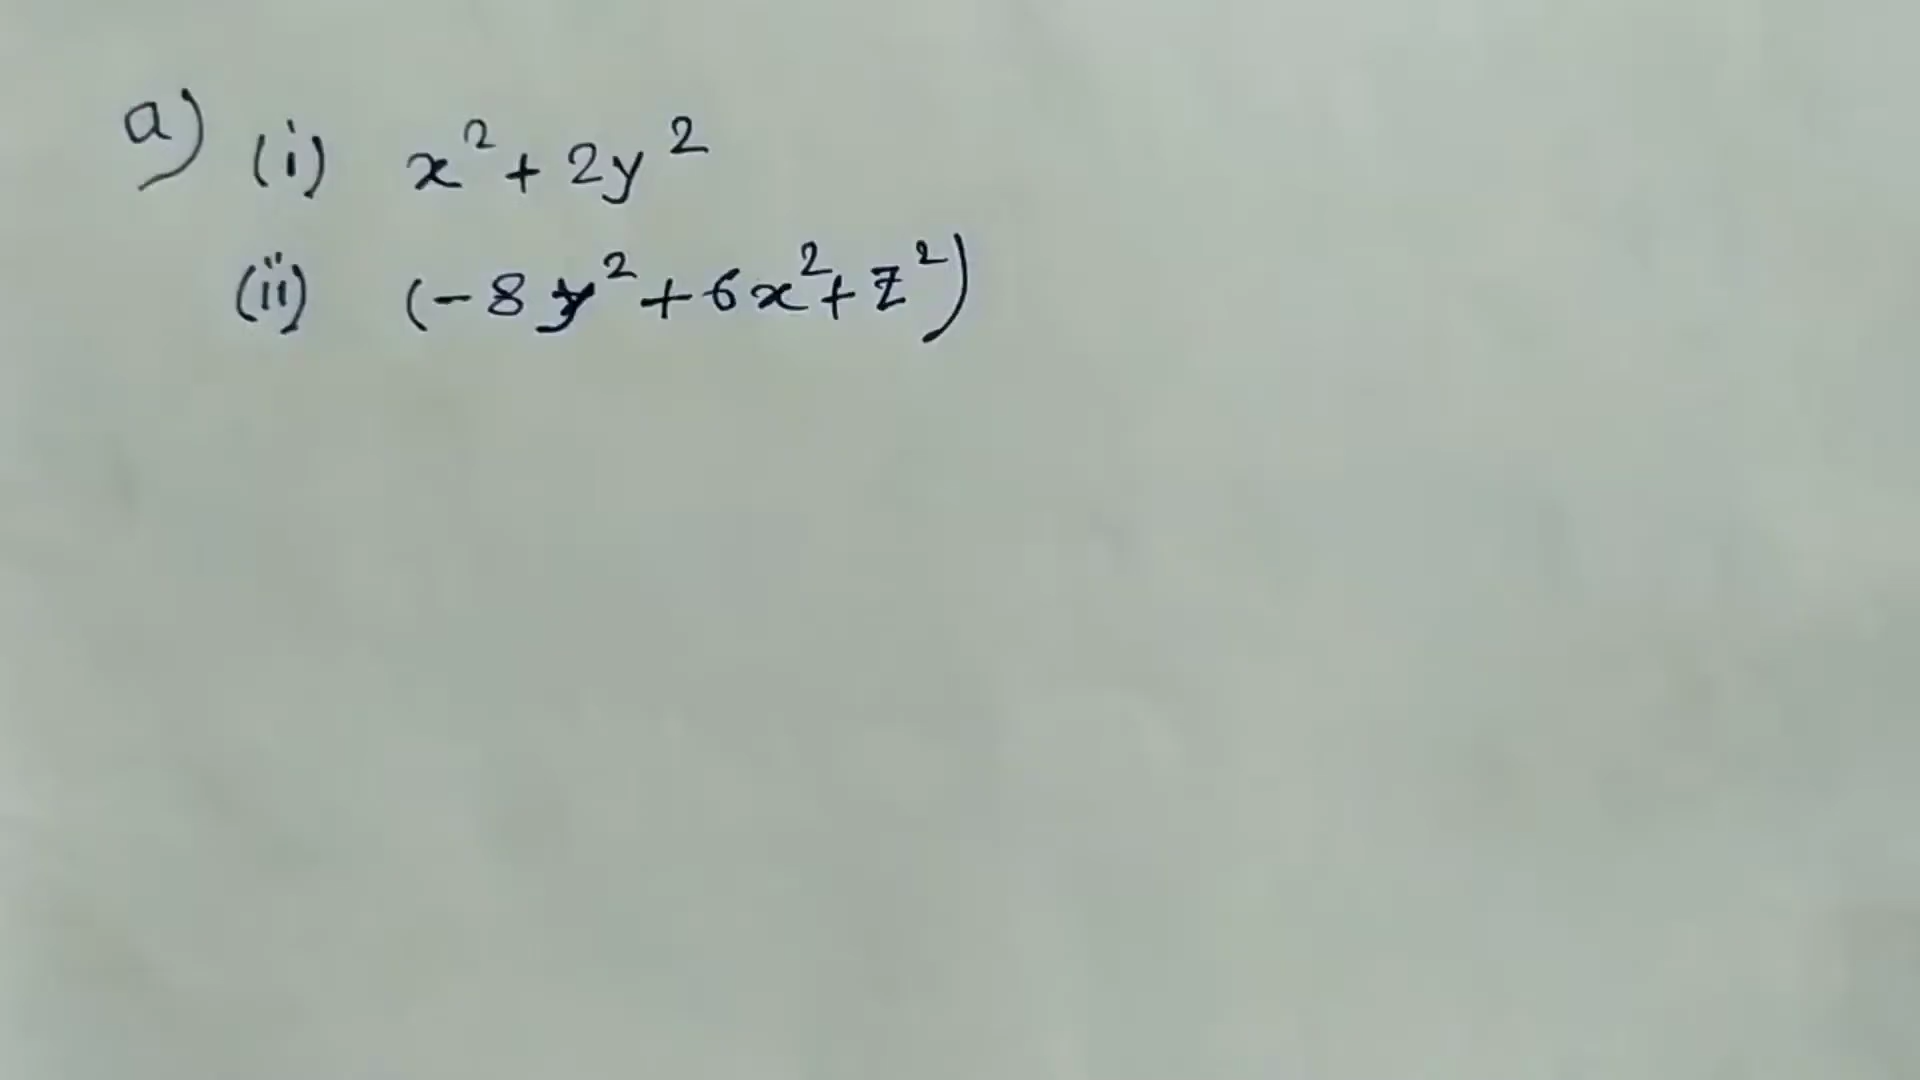 a) (i) x² + 2y²
(ii) (-8y² + 6x² + z²)